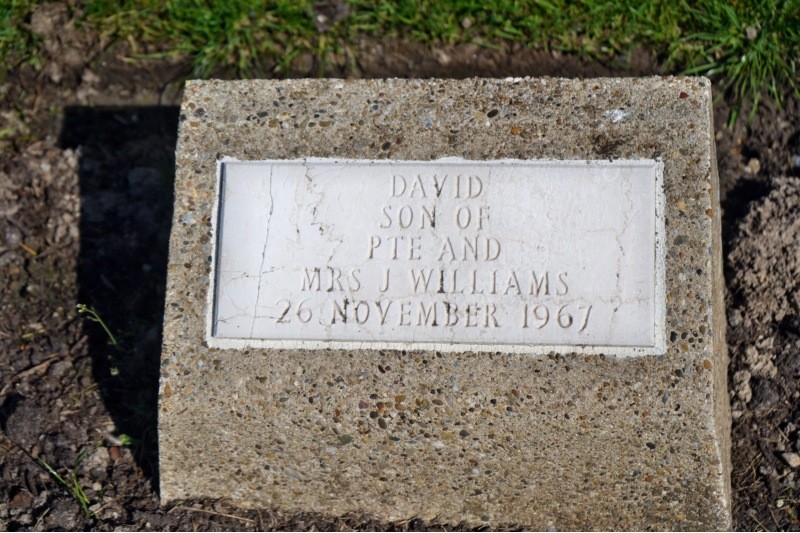 DAVID
SON OF
PTE AND
MRS J WILLIAMS
26 NOVEMBER 1967